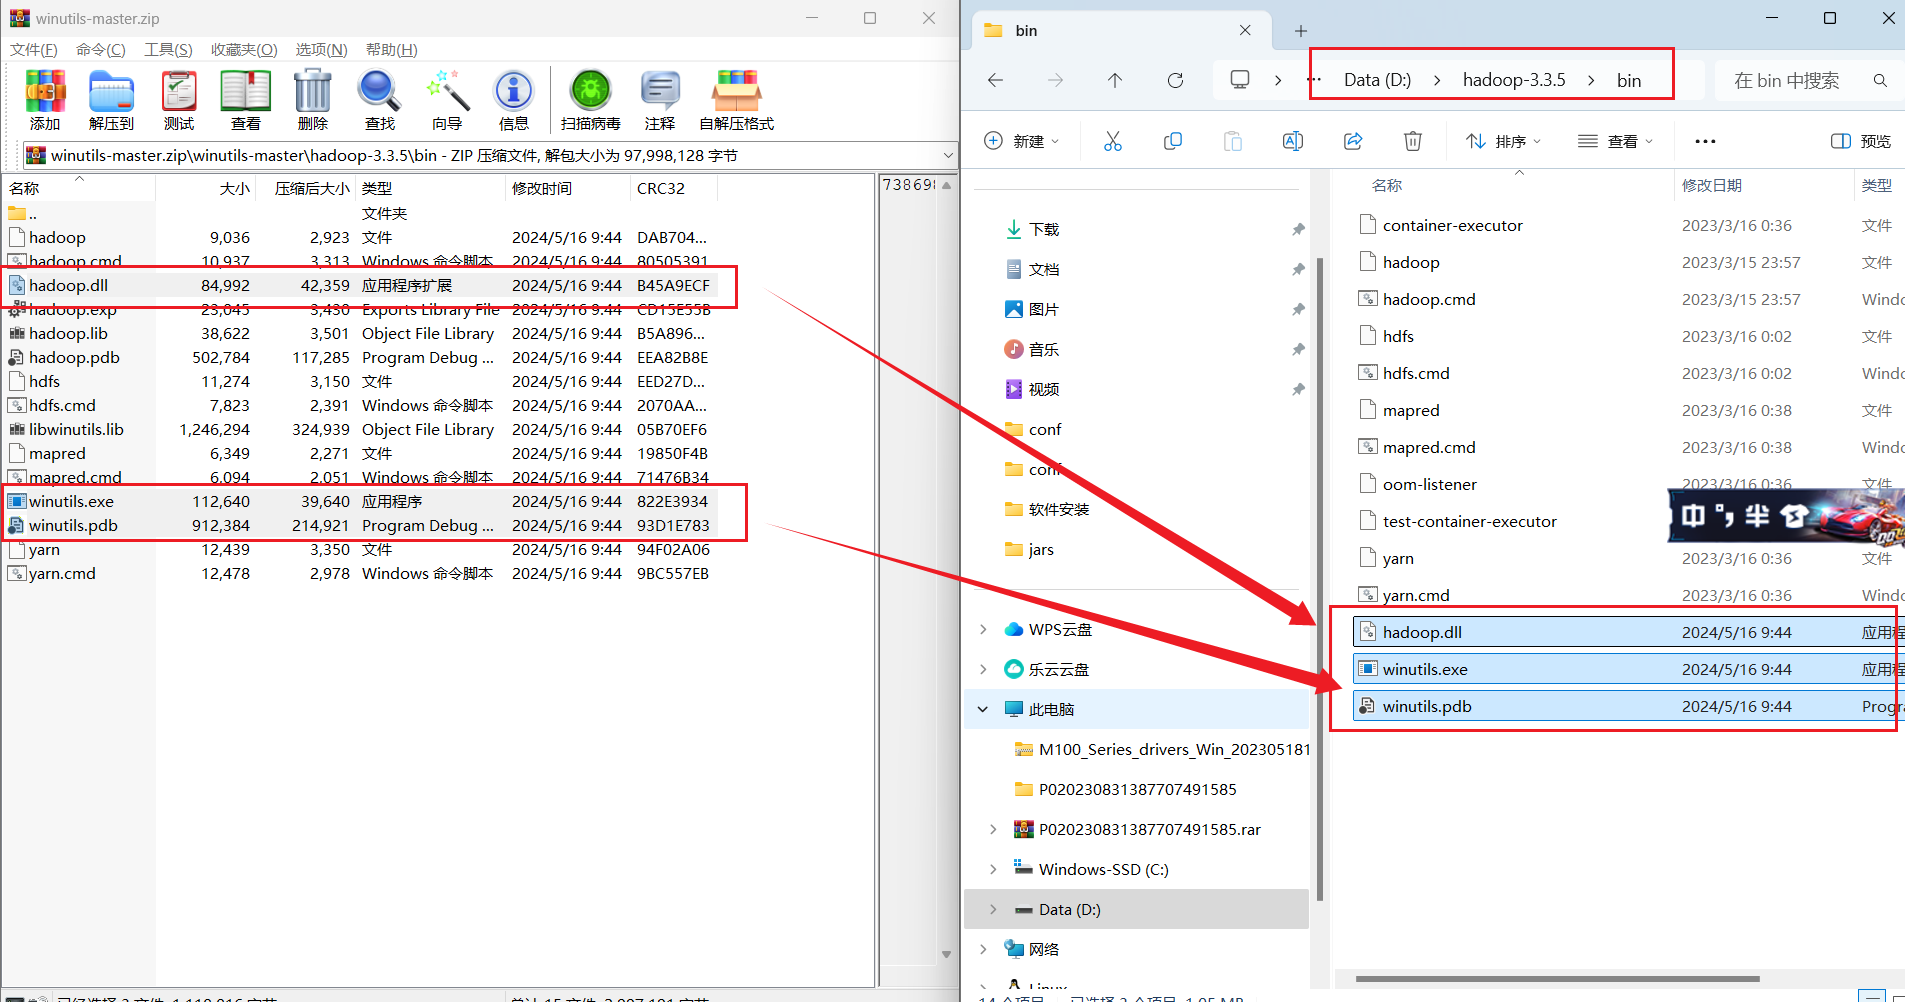 winutils-master.zip
文件(F) 命令(C) 工具(S) 收藏夹(O) 选项(N) 帮助(H)
添加 解压到 测试 查看 删除 查找 向导 信息 扫描病毒 注释 自解压格式
winutils-master.zip\winutils-master\hadoop-3.3.5\bin - ZIP 压缩文件, 解包大小为 97,998,128 字节
名称 大小 压缩后大小 类型 修改时间 CRC32
.. 文件夹
hadoop 9,036 2,923 文件 2024/5/16 9:44 DAB704...
hadoop.cmd 10,937 3,313 Windows 命令脚本 2024/5/16 9:44 80505391
hadoop.dll 84,992 42,359 应用程序扩展 2024/5/16 9:44 B45A9ECF
hadoop.exp 23,045 3,430 Exports Library File 2024/5/16 9:44 CD15E55B
hadoop.lib 38,622 3,501 Object File Library 2024/5/16 9:44 B5A896...
hadoop.pdb 502,784 117,285 Program Debug ... 2024/5/16 9:44 EEA82B8E
hdfs 11,274 3,150 文件 2024/5/16 9:44 EED27D...
hdfs.cmd 7,823 2,391 Windows 命令脚本 2024/5/16 9:44 2070AA...
libwinutils.lib 1,246,294 324,939 Object File Library 2024/5/16 9:44 05B70EF6
mapred 6,349 2,271 文件 2024/5/16 9:44 19850F4B
mapred.cmd 6,094 2,051 Windows 命令脚本 2024/5/16 9:44 71476B34
winutils.exe 112,640 39,640 应用程序 2024/5/16 9:44 822E3934
winutils.pdb 912,384 214,921 Program Debug ... 2024/5/16 9:44 93D1E783
yarn 12,439 3,350 文件 2024/5/16 9:44 94F02A06
yarn.cmd 12,478 2,978 Windows 命令脚本 2024/5/16 9:44 9BC557EB
73869
bin
... Data (D:) hadoop-3.3.5 bin
在 bin 中搜索
新建 排序 查看 ... 预览
下载
文档
图片
音乐
视频
conf
conf
软件安装
jars
WPS云盘
乐云云盘
此电脑
M100_Series_drivers_Win_202305181
P020230831387707491585
P020230831387707491585.rar
Windows-SSD (C:)
Data (D:)
网络
Linux
名称 修改日期 类型
container-executor 2023/3/16 0:36 文件
hadoop 2023/3/15 23:57 文件
hadoop.cmd 2023/3/15 23:57 Windo
hdfs 2023/3/16 0:02 文件
hdfs.cmd 2023/3/16 0:02 Windo
mapred 2023/3/16 0:38 文件
mapred.cmd 2023/3/16 0:38 Windo
oom-listener 2023/3/16 0:36 文件
test-container-executor
中 °, 半
yarn 2023/3/16 0:36 文件
yarn.cmd 2023/3/16 0:36 Windo
hadoop.dll 2024/5/16 9:44 应用程
winutils.exe 2024/5/16 9:44 应用程
winutils.pdb 2024/5/16 9:44 Progr